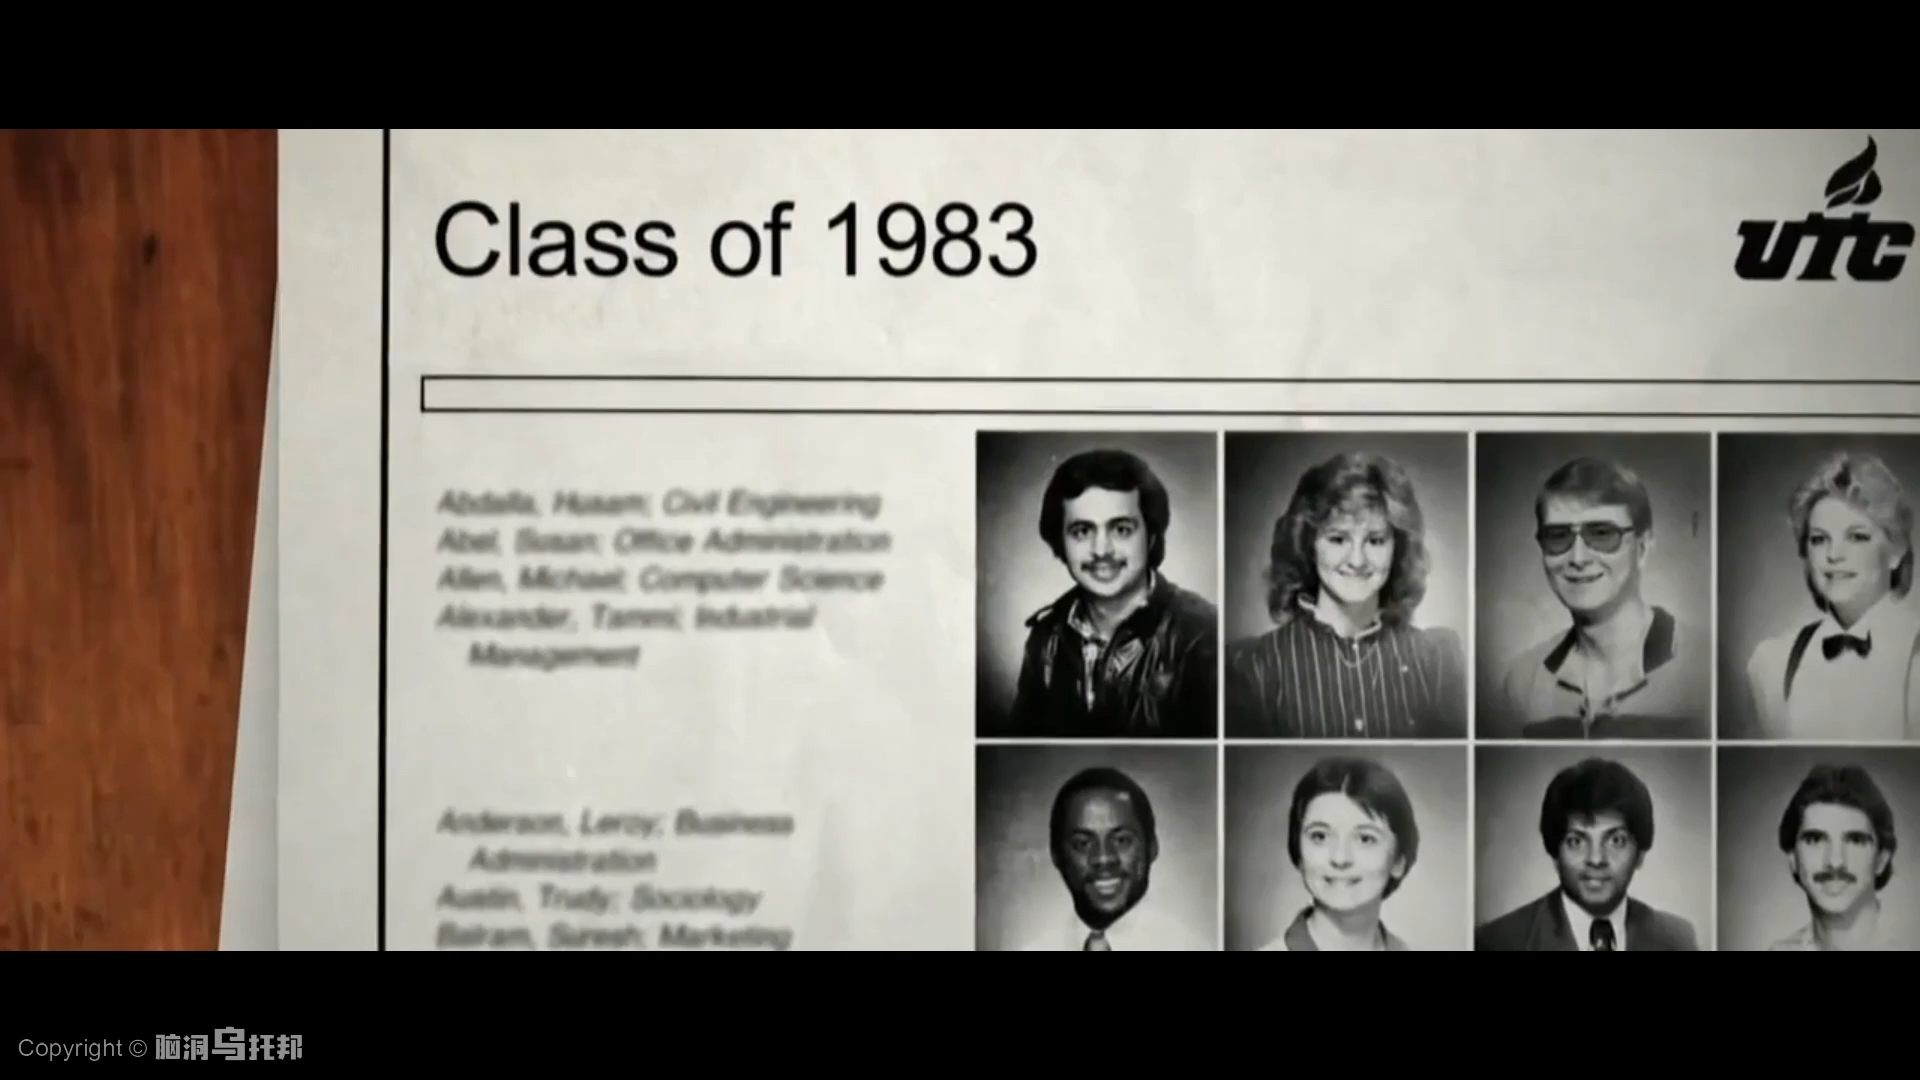 Class of 1983
UTC
Abdalla, Husam; Civil Engineering
Abel, Susan; Office Administration
Allen, Michael; Computer Science
Alexander, Tammi; Industrial
Management
Anderson, Leroy; Business
Administration
Austin, Trudy; Sociology
Balram, Suresh; Marketing
Copyright © 脑洞乌托邦